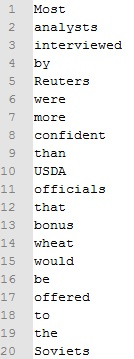 1 Most
2 analysts
3 interviewed
4 by
5 Reuters
6 were
7 more
8 confident
9 than
10 USDA
11 officials
12 that
13 bonus
14 wheat
15 would
16 be
17 offered
18 to
19 the
20 Soviets